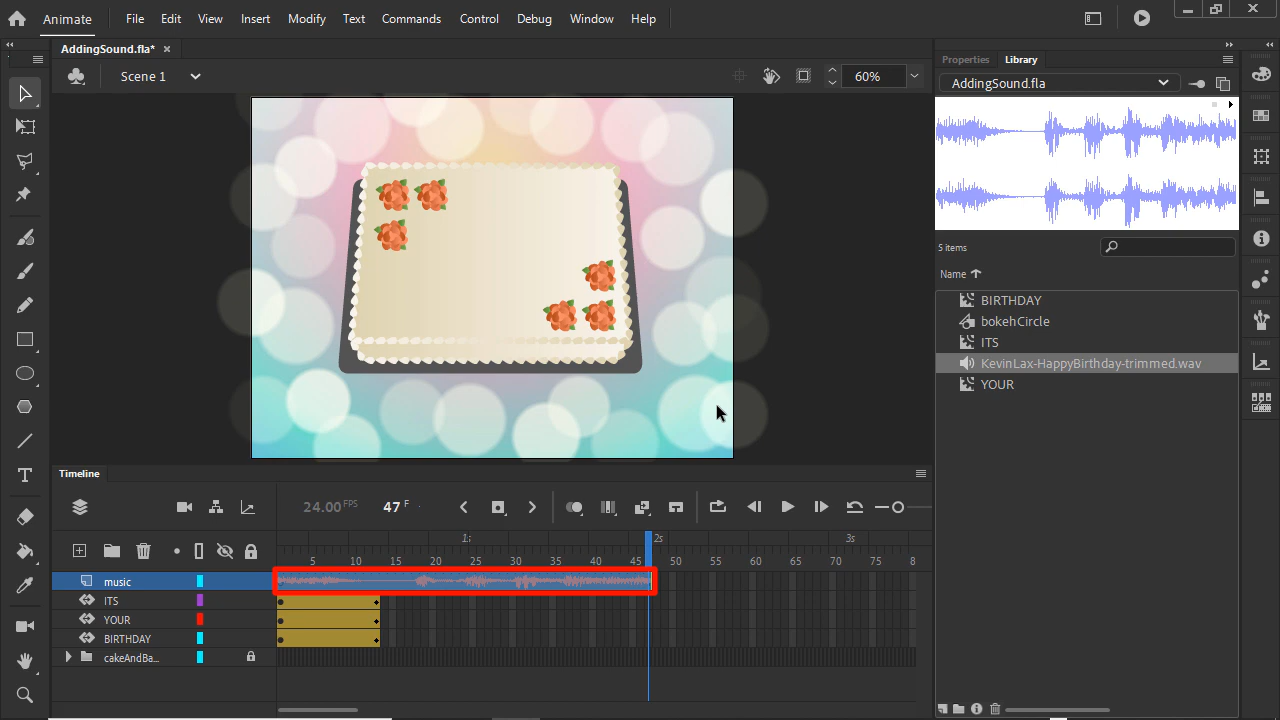 Animate File Edit View Insert Modify Text Commands Control Debug Window Help
AddingSound.fla*
Scene 1
60%
Properties Library
AddingSound.fla
5 items
Name
BIRTHDAY
bokehCircle
ITS
KevinLax-HappyBirthday-trimmed.wav
YOUR
Timeline
24.00 FPS 47 F
1s 2s 3s
5 10 15 20 25 30 35 40 45 50 55 60 65 70 75 8
music
ITS
YOUR
BIRTHDAY
cakeAndBa...